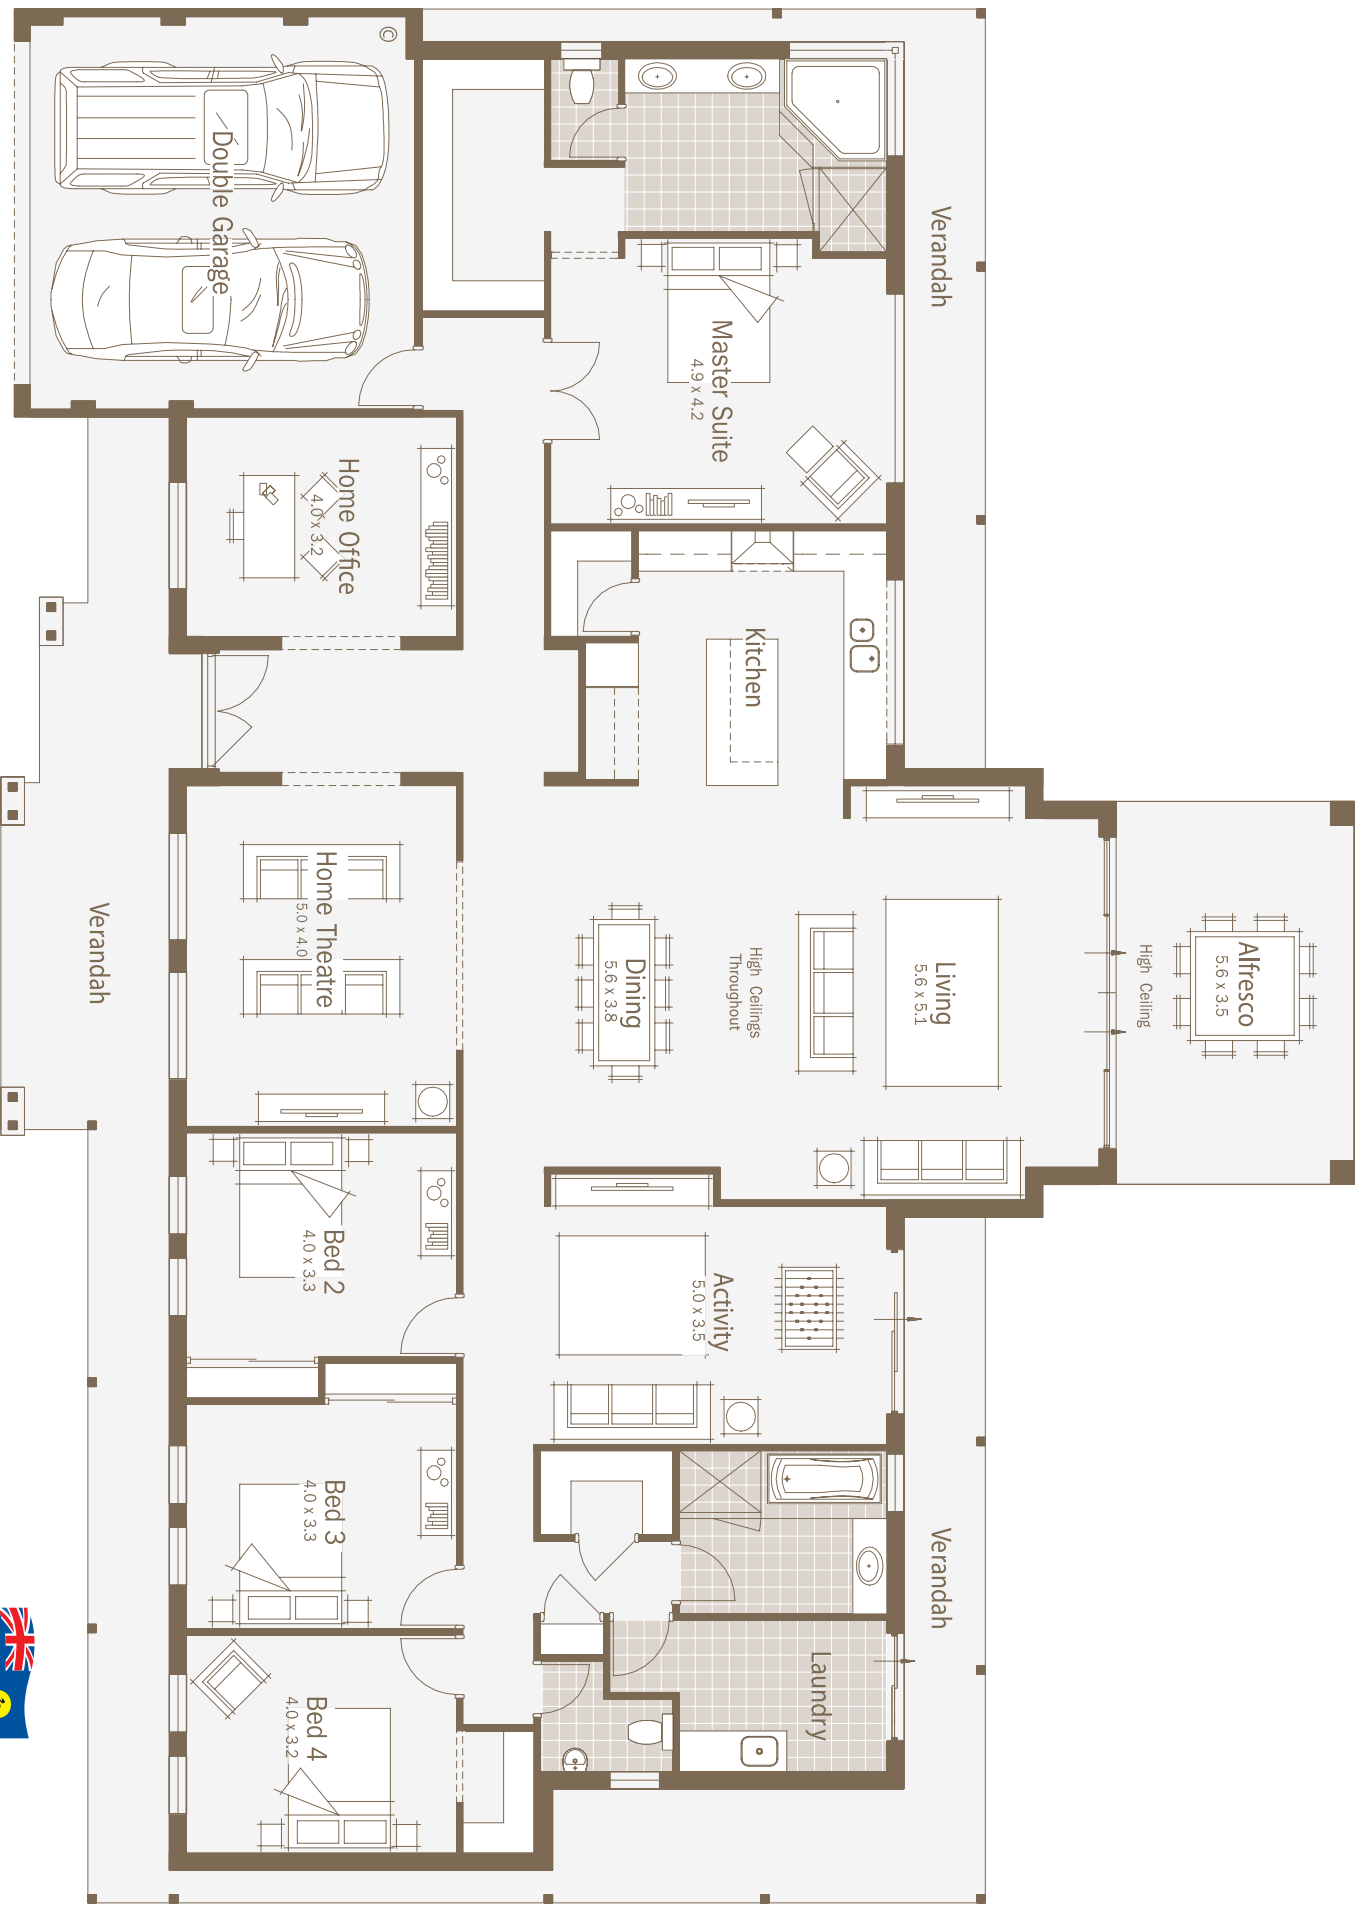 Double Garage
Verandah
Master Suite
4.9 x 4.2
Home Office
4.0 x 3.2
Kitchen
Home Theatre
5.0 x 4.0
Verandah
Dining
5.6 x 3.8
High Ceilings
Throughout
Living
5.6 x 5.1
High Ceiling
Alfresco
5.6 x 3.5
Bed 2
4.0 x 3.3
Activity
5.0 x 3.5
Bed 3
4.0 x 3.3
Verandah
Laundry
Bed 4
4.0 x 3.2